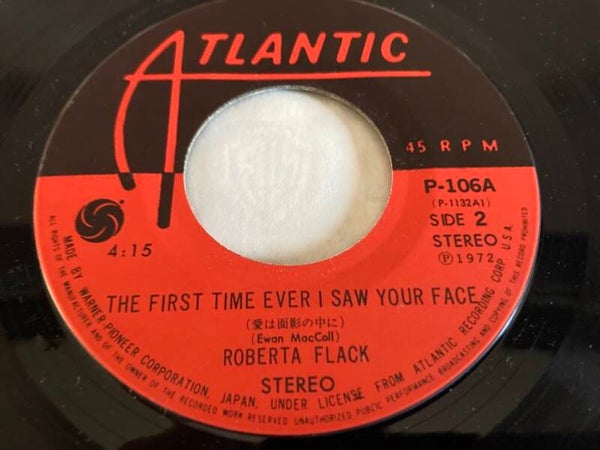 ATLANTIC
45 RPM
P-106A
(P-1132A1)
SIDE 2
STEREO
Ⓟ1972
4:15
THE FIRST TIME EVER I SAW YOUR FACE
(愛は面影の中に)
(Ewan MacColl)
ROBERTA FLACK
STEREO
MADE BY WARNER-PIONEER CORPORATION, JAPAN, UNDER LICENSE FROM ATLANTIC RECORDING CORP. U.S.A.
ALL RIGHTS OF THE MANUFACTURER AND OF THE OWNER OF THE RECORDED WORK RESERVED UNAUTHORIZED PUBLIC PERFORMANCE BROADCASTING AND COPYING OF THIS RECORD PROHIBITED